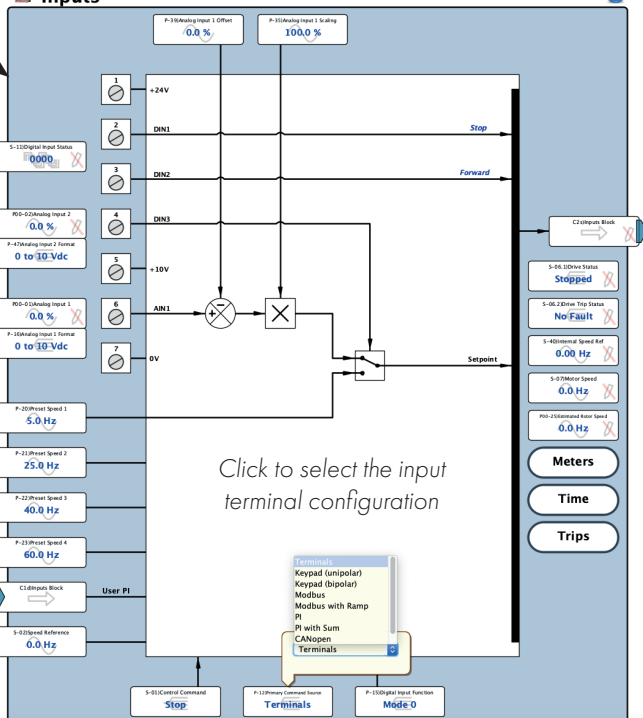 Inputs
P-39)Analog Input 1 Offset
0.0 %
P-35)Analog Input 1 Scaling
100.0 %
1
+24V
2
DIN1
Stop
S-11)Digital Input Status
0000
3
DIN2
Forward
P00-02)Analog Input 2
0.0 %
4
DIN3
C2s)Inputs Block
P-47)Analog Input 2 Format
0 to 10 Vdc
5
+10V
S-06.1)Drive Status
Stopped
P00-01)Analog Input 1
0.0 %
6
AIN1
S-06.2)Drive Trip Status
No Fault
P-16)Analog Input 1 Format
0 to 10 Vdc
7
0V
Setpoint
S-40)Internal Speed Ref
0.00 Hz
S-07)Motor Speed
0.0 Hz
P-20)Preset Speed 1
5.0 Hz
P00-25)Estimated Rotor Speed
0.0 Hz
P-21)Preset Speed 2
25.0 Hz
Click to select the input
terminal configuration
Meters
Time
Trips
P-22)Preset Speed 3
40.0 Hz
P-23)Preset Speed 4
60.0 Hz
C1d)Inputs Block
User PI
S-02)Speed Reference
0.0 Hz
Terminals
Keypad (unipolar)
Keypad (bipolar)
Modbus
Modbus with Ramp
PI
PI with Sum
CANopen
Terminals
S-01)Control Command
Stop
P-12)Primary Command Source
Terminals
P-15)Digital Input Function
Mode 0